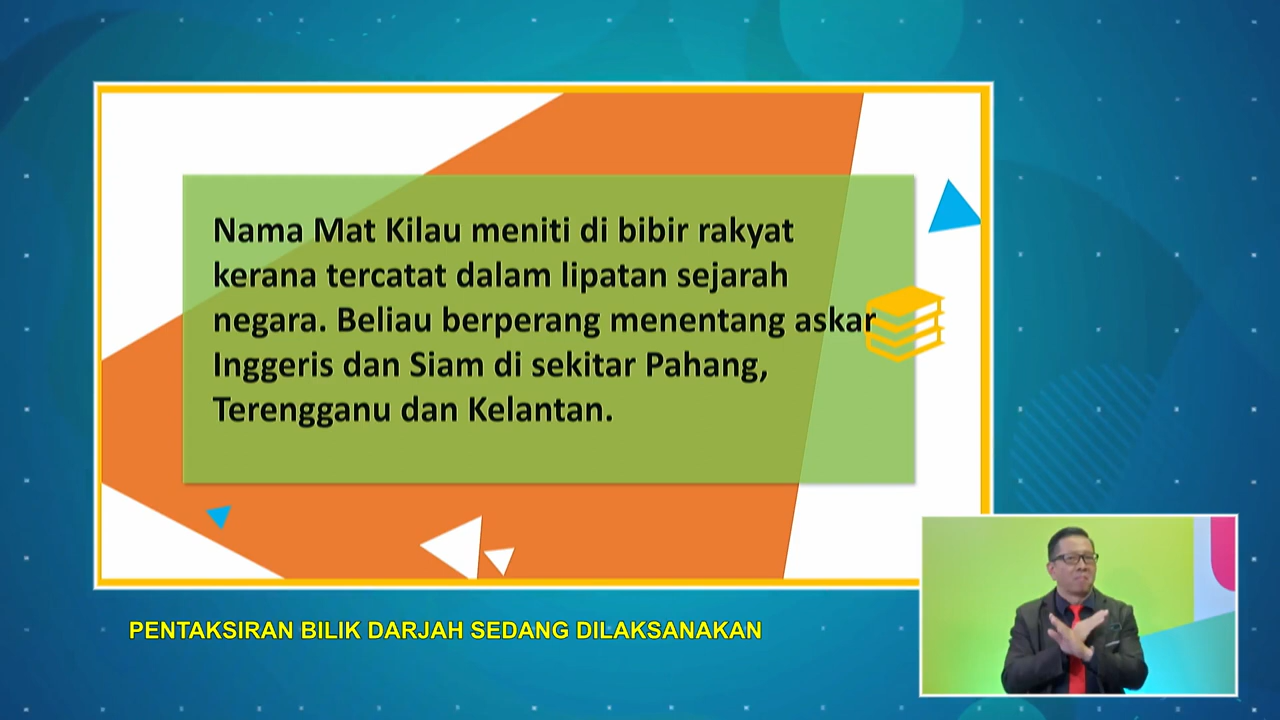 Nama Mat Kilau meniti di bibir rakyat
kerana tercatat dalam lipatan sejarah
negara. Beliau berperang menentang askar
Inggeris dan Siam di sekitar Pahang,
Terengganu dan Kelantan.
PENTAKSIRAN BILIK DARJAH SEDANG DILAKSANAKAN